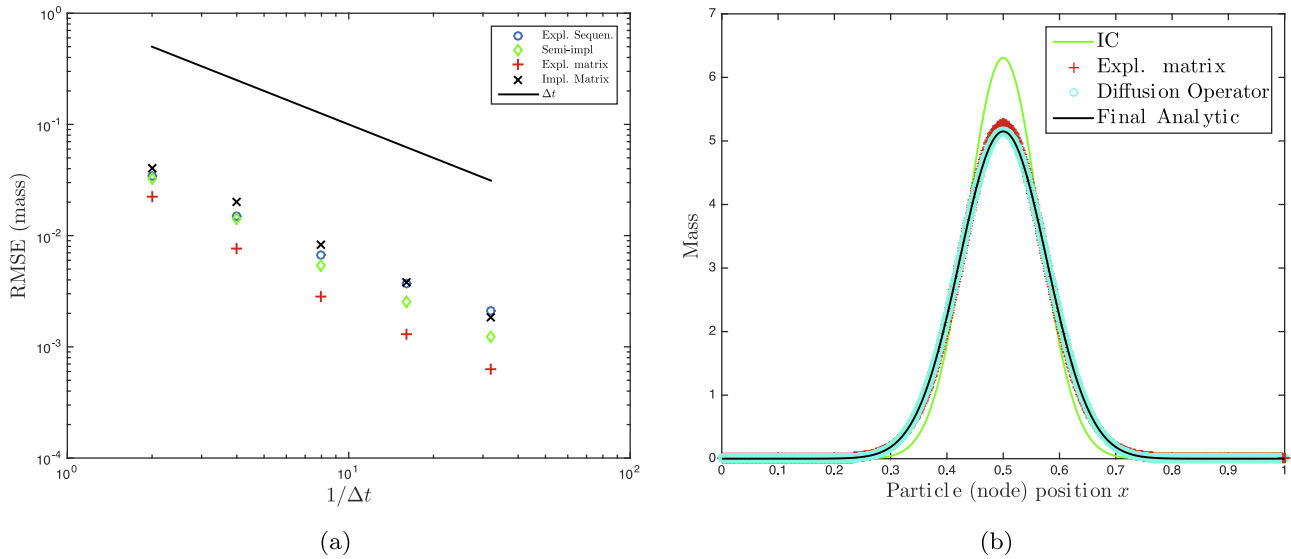 10^0
10^-1
10^-2
10^-3
10^-4
RMSE (mass)
10^0
10^1
10^2
1/Δt
Expl. Sequen.
Semi-impl
Expl. matrix
Impl. Matrix
Δt
(a)
7
6
5
4
3
2
1
0
Mass
0
0.1
0.2
0.3
0.4
0.5
0.6
0.7
0.8
0.9
1
Particle (node) position x
IC
Expl. matrix
Diffusion Operator
Final Analytic
(b)